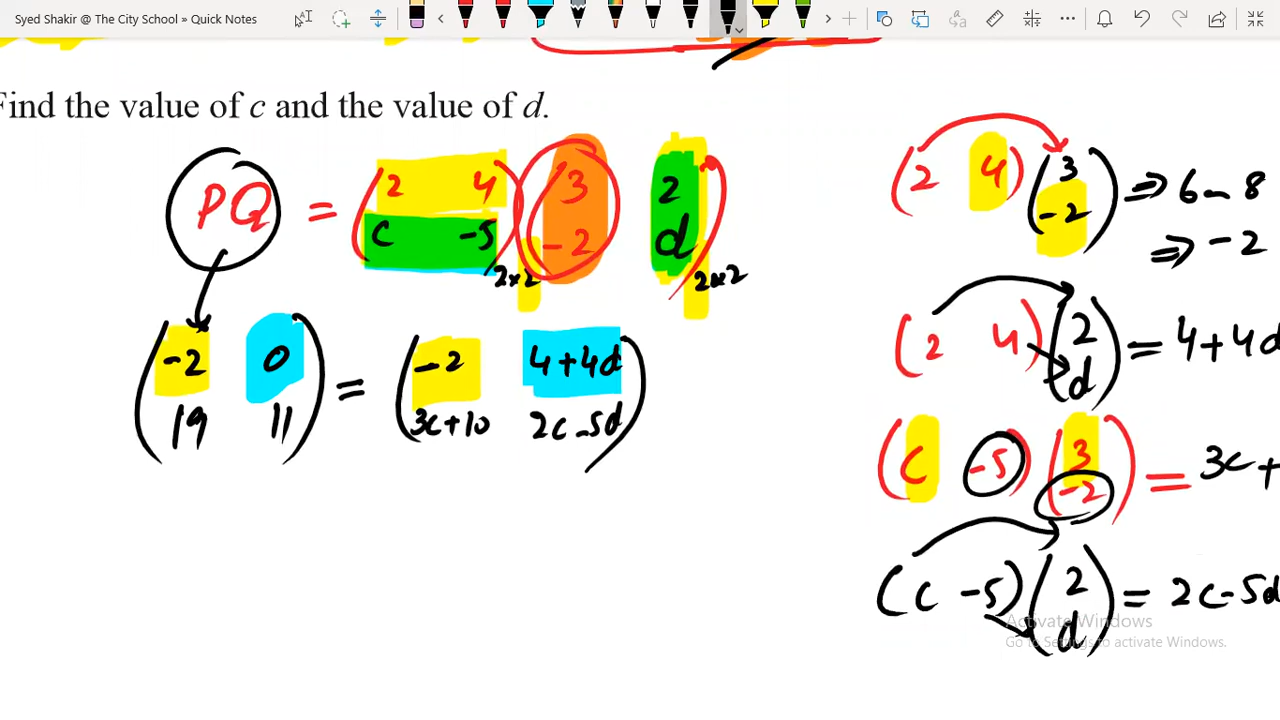 Syed Shakir @ The City School » Quick Notes
Find the value of c and the value of d.
PQ = (2 4 c -5) 2×2 (3 2 -2 d) 2×2
(-2 0 19 11) = (-2 4+4d 3c+10 2c-5d)
(2 4)(3 -2) ⇒ 6-8
⇒ -2
(2 4)(2 d) = 4+4d
(c -5)(3 -2) = 3c+
(c -5)(2 d) = 2c-5d
Activate Windows
Go to Settings to activate Windows.